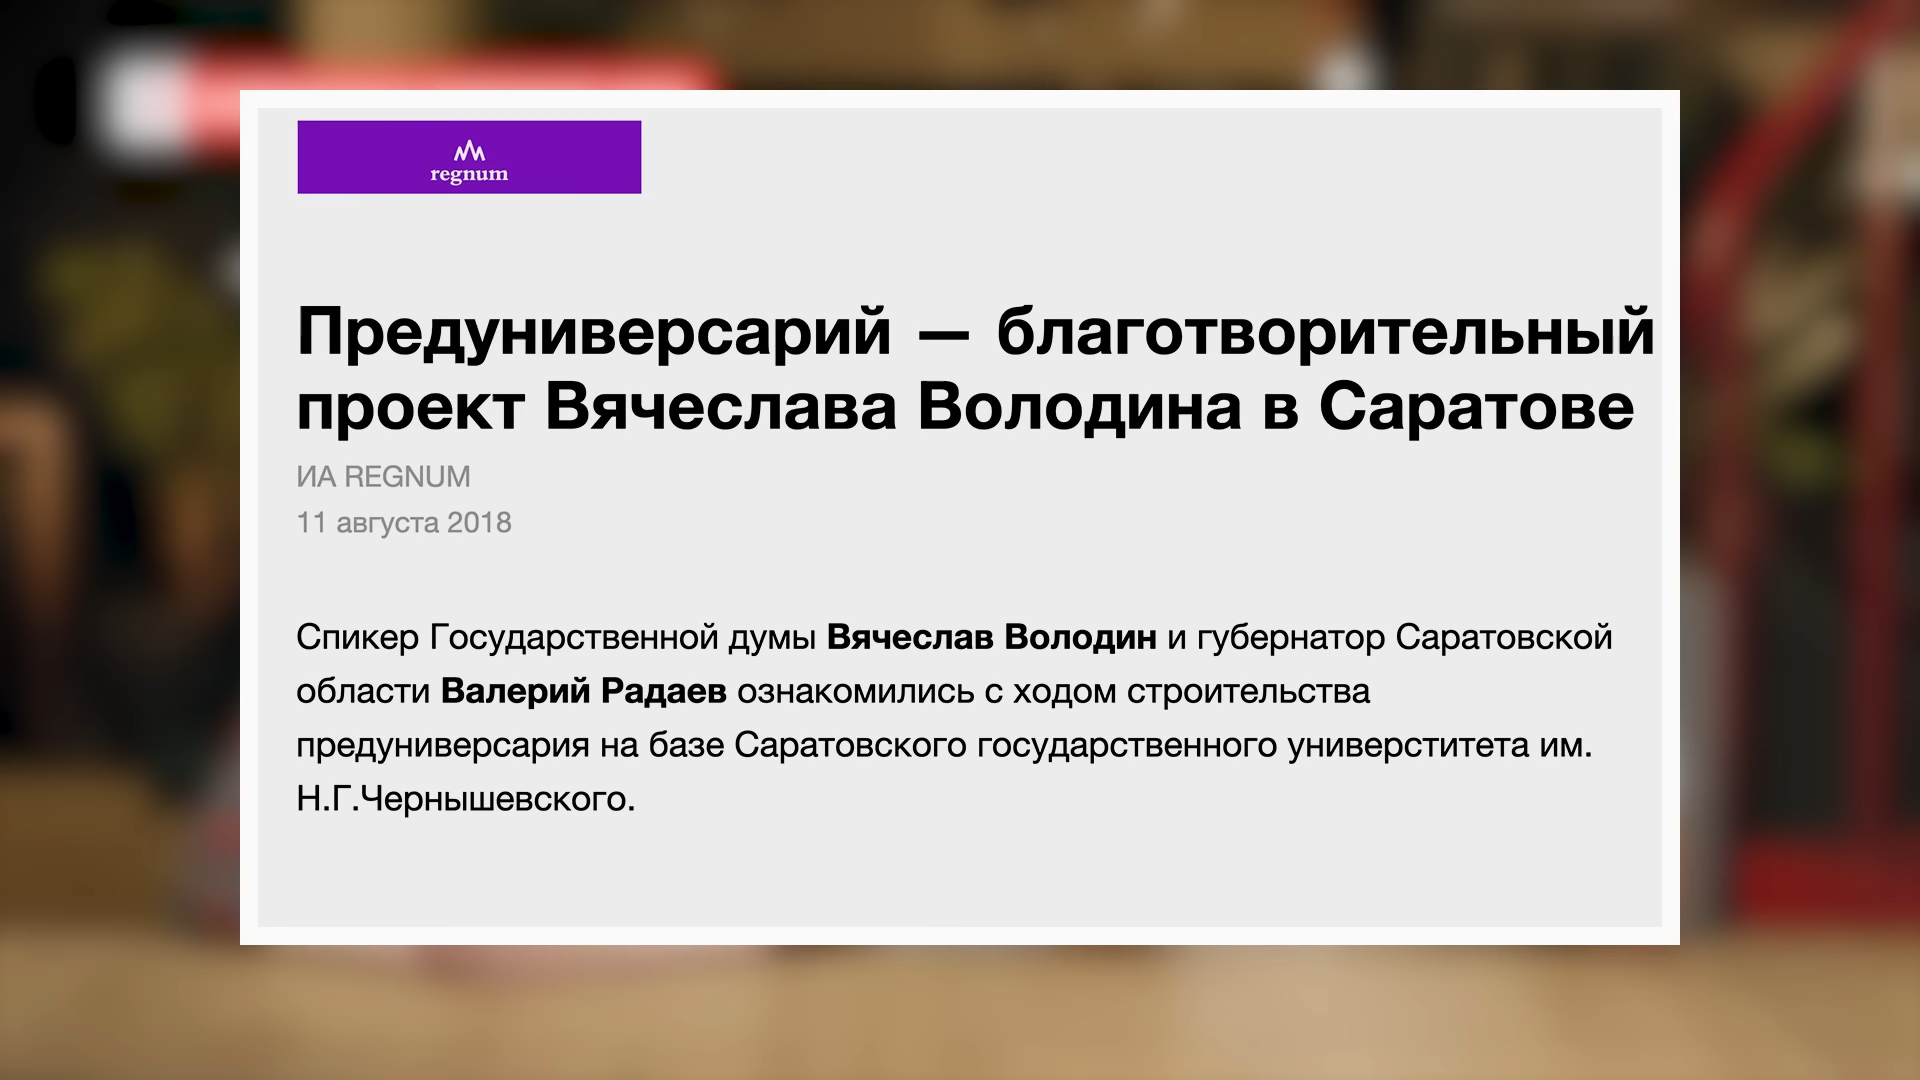 regnum
Предуниверсарий — благотворительный
проект Вячеслава Володина в Саратове
ИА REGNUM
11 августа 2018
Спикер Государственной думы Вячеслав Володин и губернатор Саратовской
области Валерий Радаев ознакомились с ходом строительства
предуниверсария на базе Саратовского государственного универститета им.
Н.Г.Чернышевского.